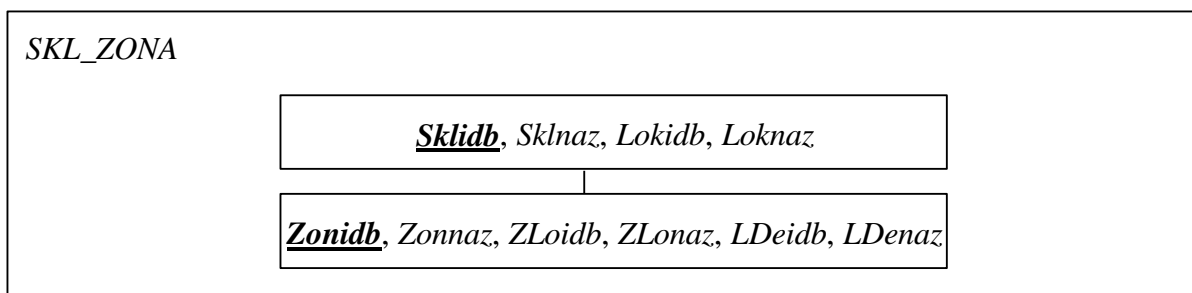 SKL_ZONA
Sklidb, Sklnaz, Lokidb, Loknaz
Zonidb, Zonnaz, ZLoidb, ZLonaz, LDeidb, LDenaz